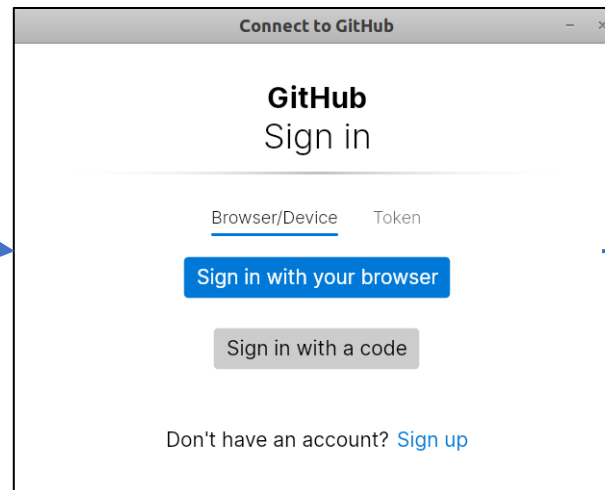 Connect to GitHub
GitHub
Sign in
Browser/Device Token
Sign in with your browser
Sign in with a code
Don't have an account? Sign up